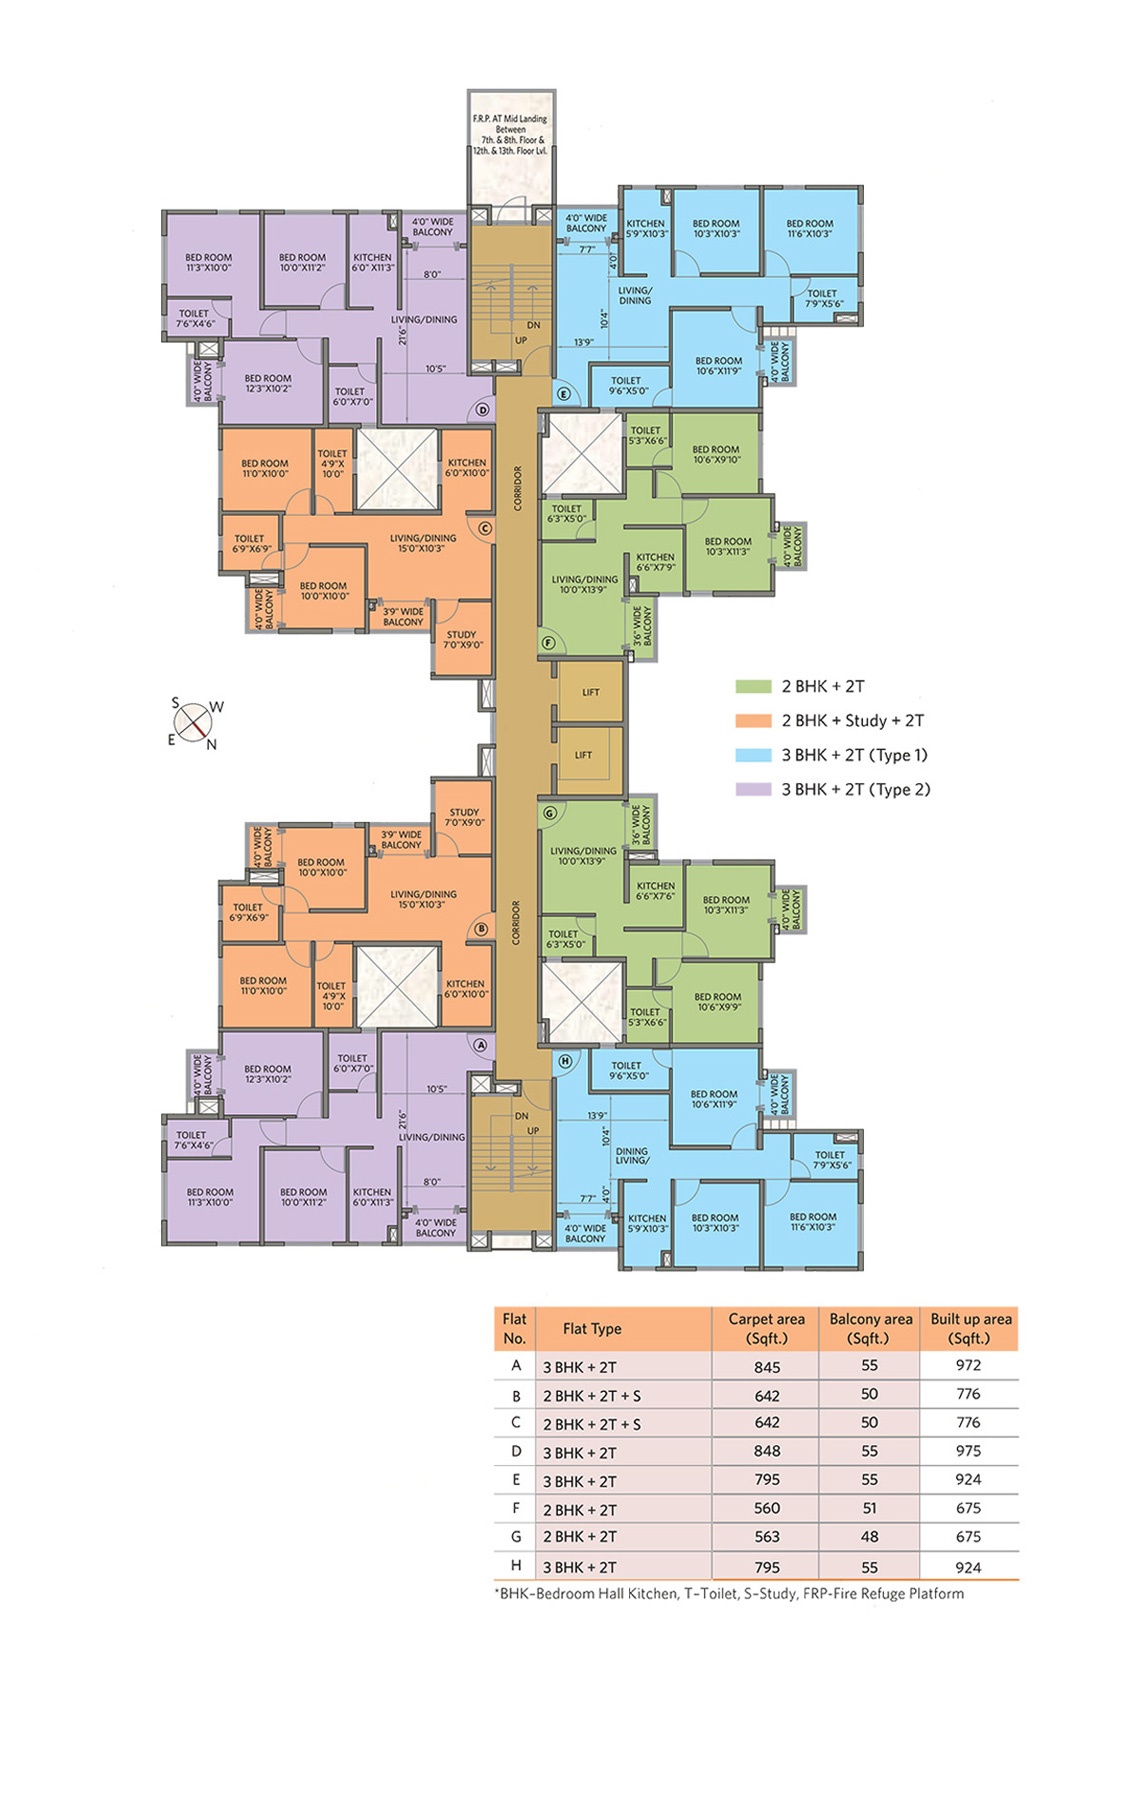 F.R.P. AT Mid Landing
Between
7th. & 8th. Floor &
12th. & 13th. Floor Lvl.
BED ROOM
11'3"X10'0"
BED ROOM
10'0"X11'2"
KITCHEN
6'0" X11'3"
4'0" WIDE
BALCONY
8'0"
LIVING/DINING
21'6"
10'5"
TOILET
7'6"X4'6"
4'0" WIDE
BALCONY
BED ROOM
12'3"X10'2"
TOILET
6'0"X7'0"
D
DN
UP
4'0" WIDE
BALCONY
7'7"
4'0"
KITCHEN
5'9"X10'3"
BED ROOM
10'3"X10'3"
BED ROOM
11'6"X10'3"
LIVING/
DINING
10'4"
13'9"
TOILET
7'9"X5'6"
BED ROOM
10'6"X11'9"
4'0" WIDE
BALCONY
TOILET
9'6"X5'0"
E
BED ROOM
11'0"X10'0"
TOILET
4'9"X
10'0"
KITCHEN
6'0"X10'0"
C
TOILET
6'9"X6'9"
LIVING/DINING
15'0"X10'3"
BED ROOM
10'0"X10'0"
4'0" WIDE
BALCONY
3'9" WIDE
BALCONY
STUDY
7'0"X9'0"
CORRIDOR
TOILET
5'3"X6'6"
BED ROOM
10'6"X9'10"
TOILET
6'3"X5'0"
KITCHEN
6'6"X7'9"
BED ROOM
10'3"X11'3"
4'0" WIDE
BALCONY
LIVING/DINING
10'0"X13'9"
3'6" WIDE
BALCONY
F
LIFT
LIFT
S
W
E
N
2 BHK + 2T
2 BHK + Study + 2T
3 BHK + 2T (Type 1)
3 BHK + 2T (Type 2)
STUDY
7'0"X9'0"
4'0" WIDE
BALCONY
BED ROOM
10'0"X10'0"
3'9" WIDE
BALCONY
LIVING/DINING
15'0"X10'3"
TOILET
6'9"X6'9"
B
BED ROOM
11'0"X10'0"
TOILET
4'9"X
10'0"
KITCHEN
6'0"X10'0"
CORRIDOR
G
3'6" WIDE
BALCONY
LIVING/DINING
10'0"X13'9"
KITCHEN
6'6"X7'6"
BED ROOM
10'3"X11'3"
4'0" WIDE
BALCONY
TOILET
6'3"X5'0"
TOILET
5'3"X6'6"
BED ROOM
10'6"X9'9"
4'0" WIDE
BALCONY
BED ROOM
12'3"X10'2"
TOILET
6'0"X7'0"
A
10'5"
21'6"
LIVING/DINING
8'0"
TOILET
7'6"X4'6"
BED ROOM
11'3"X10'0"
BED ROOM
10'0"X11'2"
KITCHEN
6'0"X11'3"
4'0" WIDE
BALCONY
DN
UP
H
TOILET
9'6"X5'0"
BED ROOM
10'6"X11'9"
4'0" WIDE
BALCONY
13'9"
10'4"
DINING
LIVING/
TOILET
7'9"X5'6"
7'7"
4'0"
4'0" WIDE
BALCONY
KITCHEN
5'9"X10'3"
BED ROOM
10'3"X10'3"
BED ROOM
11'6"X10'3"
Flat No. Flat Type Carpet area (Sqft.) Balcony area (Sqft.) Built up area (Sqft.)
A 3 BHK + 2T 845 55 972
B 2 BHK + 2T + S 642 50 776
C 2 BHK + 2T + S 642 50 776
D 3 BHK + 2T 848 55 975
E 3 BHK + 2T 795 55 924
F 2 BHK + 2T 560 51 675
G 2 BHK + 2T 563 48 675
H 3 BHK + 2T 795 55 924
*BHK-Bedroom Hall Kitchen, T-Toilet, S-Study, FRP-Fire Refuge Platform